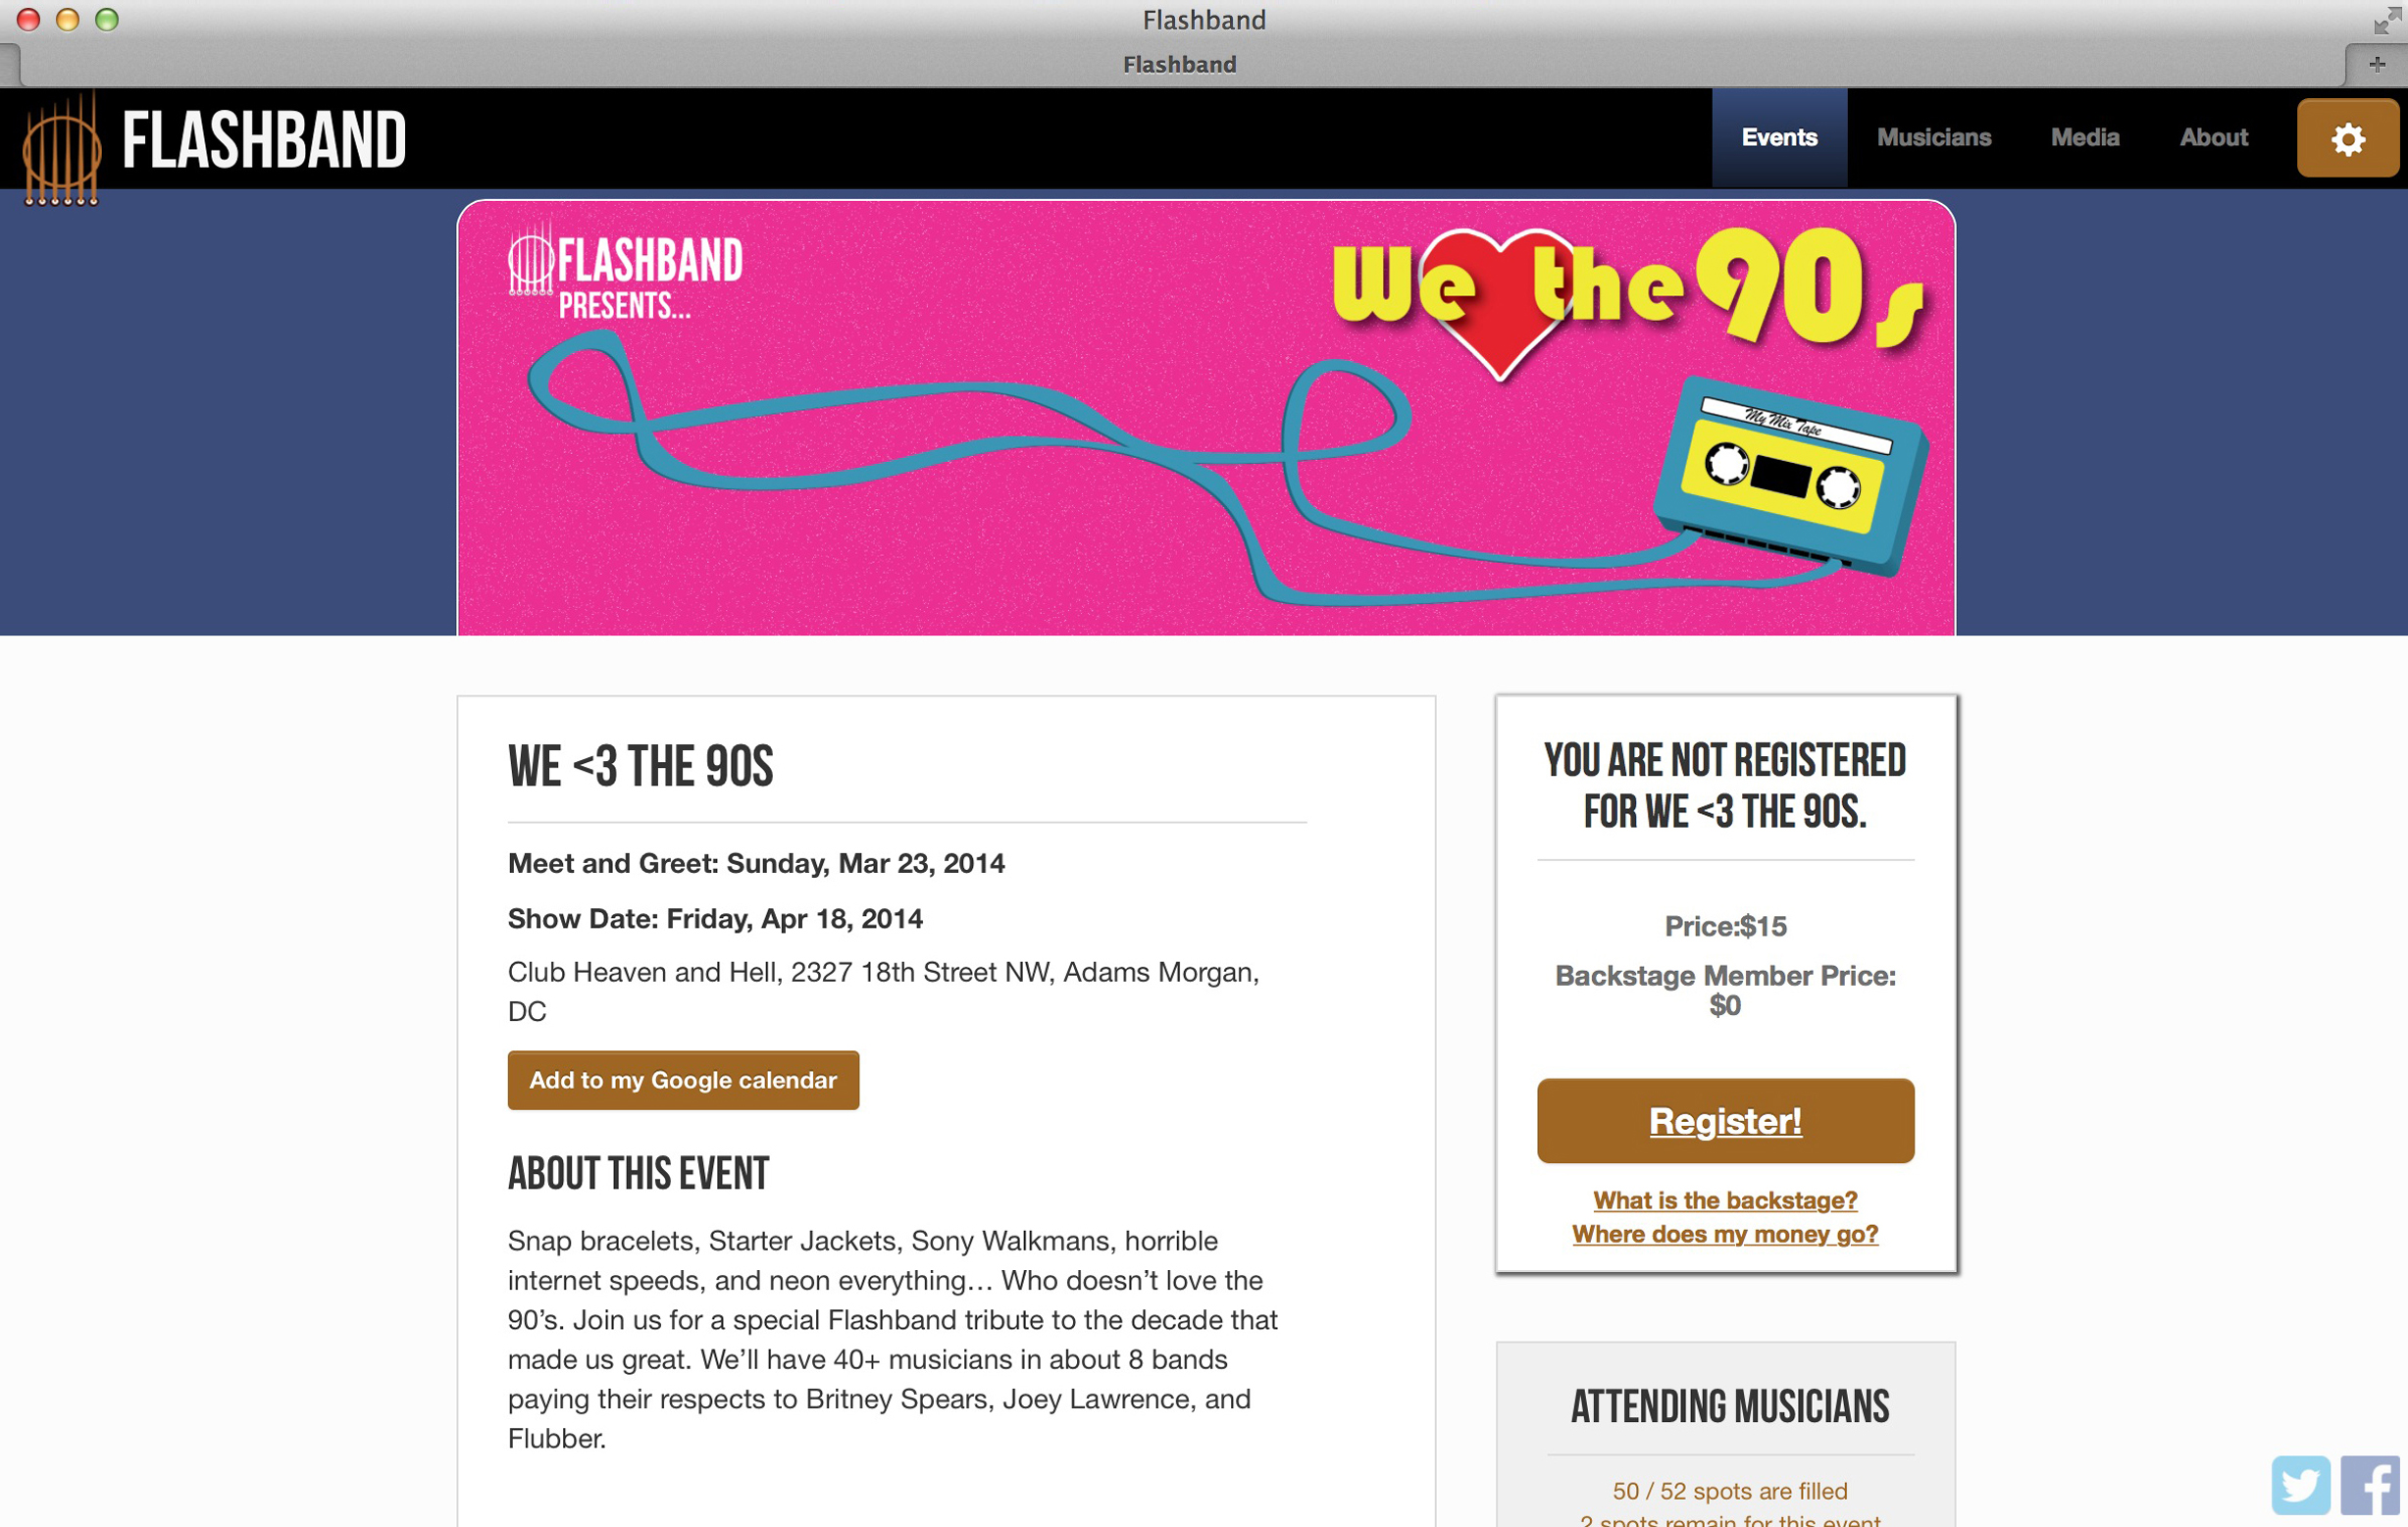 Flashband
Flashband
FLASHBAND
Events
Musicians
Media
About
FLASHBAND
PRESENTS...
We the 90s
My Mix Tape
WE <3 THE 90S
Meet and Greet: Sunday, Mar 23, 2014
Show Date: Friday, Apr 18, 2014
Club Heaven and Hell, 2327 18th Street NW, Adams Morgan,
DC
Add to my Google calendar
ABOUT THIS EVENT
Snap bracelets, Starter Jackets, Sony Walkmans, horrible
internet speeds, and neon everything… Who doesn’t love the
90’s. Join us for a special Flashband tribute to the decade that
made us great. We’ll have 40+ musicians in about 8 bands
paying their respects to Britney Spears, Joey Lawrence, and
Flubber.
YOU ARE NOT REGISTERED
FOR WE <3 THE 90S.
Price:$15
Backstage Member Price:
$0
Register!
What is the backstage?
Where does my money go?
ATTENDING MUSICIANS
50 / 52 spots are filled
2 spots remain for this event